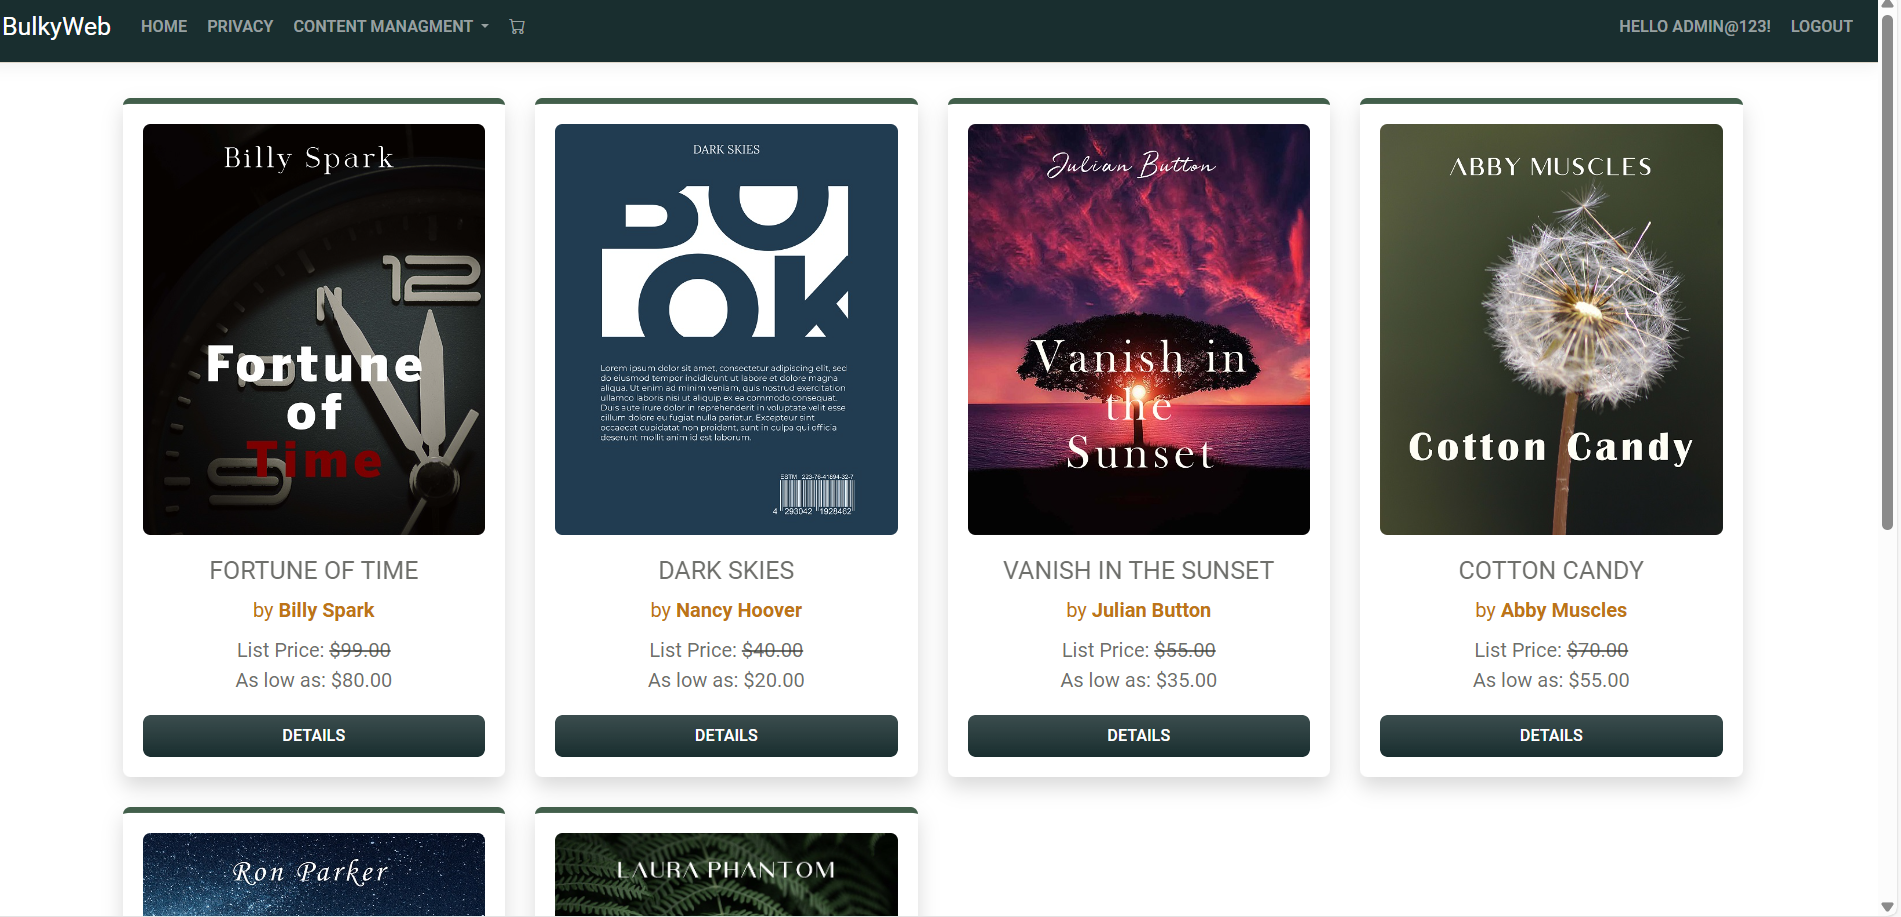 BulkyWeb HOME PRIVACY CONTENT MANAGMENT HELLO ADMIN@123! LOGOUT
Billy Spark
12
9
Fortune
of
Time
FORTUNE OF TIME
by Billy Spark
List Price: $99.00
As low as: $80.00
DETAILS
DARK SKIES
BO
OK
Lorem ipsum dolor sit amet, consectetur adipiscing elit, sed
do eiusmod tempor incididunt ut labore et dolore magna
aliqua. Ut enim ad minim veniam, quis nostrud exercitation
ullamco laboris nisi ut aliquip ex ea commodo consequat.
Duis aute irure dolor in reprehenderit in voluptate velit esse
cillum dolore eu fugiat nulla pariatur. Excepteur sint
occaecat cupidatat non proident, sunt in culpa qui officia
deserunt mollit anim id est laborum.
ESTM 223-76-41894-32-7
4 293042 1928462
DARK SKIES
by Nancy Hoover
List Price: $40.00
As low as: $20.00
DETAILS
Julian Button
Vanish in
the
Sunset
VANISH IN THE SUNSET
by Julian Button
List Price: $55.00
As low as: $35.00
DETAILS
ABBY MUSCLES
Cotton Candy
COTTON CANDY
by Abby Muscles
List Price: $70.00
As low as: $55.00
DETAILS
Ron Parker
LAURA PHANTOM